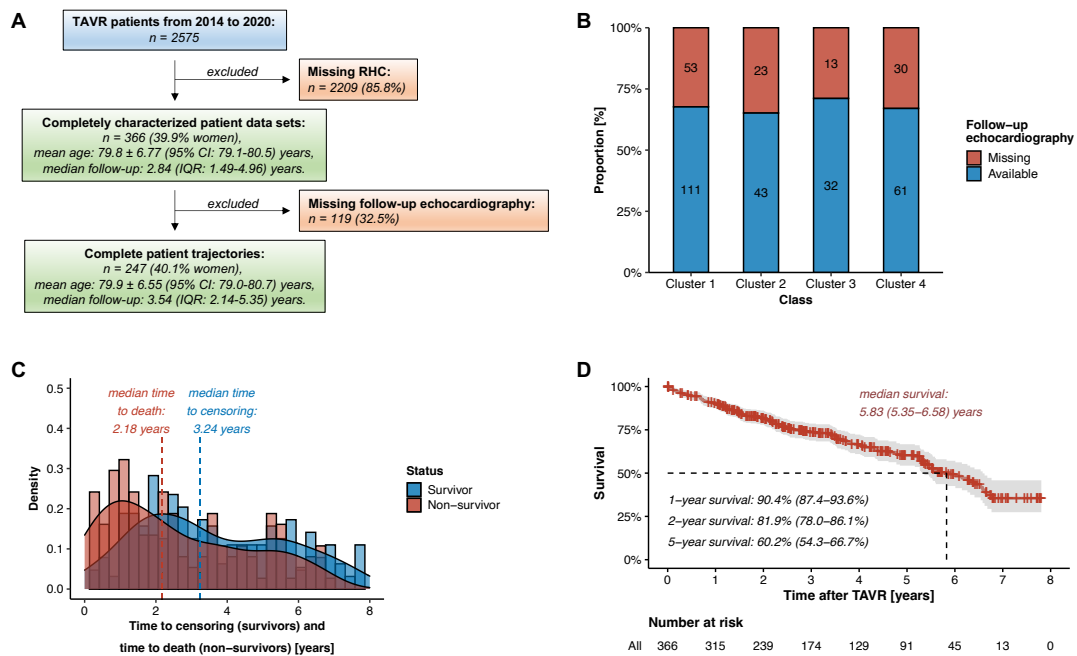 A
TAVR patients from 2014 to 2020:
n = 2575
excluded
Missing RHC:
n = 2209 (85.8%)
Completely characterized patient data sets:
n = 366 (39.9% women),
mean age: 79.8 ± 6.77 (95% CI: 79.1-80.5) years,
median follow-up: 2.84 (IQR: 1.49-4.96) years.
excluded
Missing follow-up echocardiography:
n = 119 (32.5%)
Complete patient trajectories:
n = 247 (40.1% women),
mean age: 79.9 ± 6.55 (95% CI: 79.0-80.7) years,
median follow-up: 3.54 (IQR: 2.14-5.35) years.
B
Proportion [%]
100%
75%
50%
25%
0%
53
23
13
30
111
43
32
61
Cluster 1
Cluster 2
Cluster 3
Cluster 4
Class
Follow−up
echocardiography
Missing
Available
C
Density
0.5
0.4
0.3
0.2
0.1
0.0
median time
to death:
2.18 years
median time
to censoring:
3.24 years
0 2 4 6 8
Time to censoring (survivors) and
time to death (non−survivors) [years]
Status
Survivor
Non−survivor
D
Survival
100%
75%
50%
25%
0%
median survival:
5.83 (5.35−6.58) years
1−year survival: 90.4% (87.4−93.6%)
2−year survival: 81.9% (78.0−86.1%)
5−year survival: 60.2% (54.3−66.7%)
0 1 2 3 4 5 6 7 8
Time after TAVR [years]
Number at risk
All 366 315 239 174 129 91 45 13 0